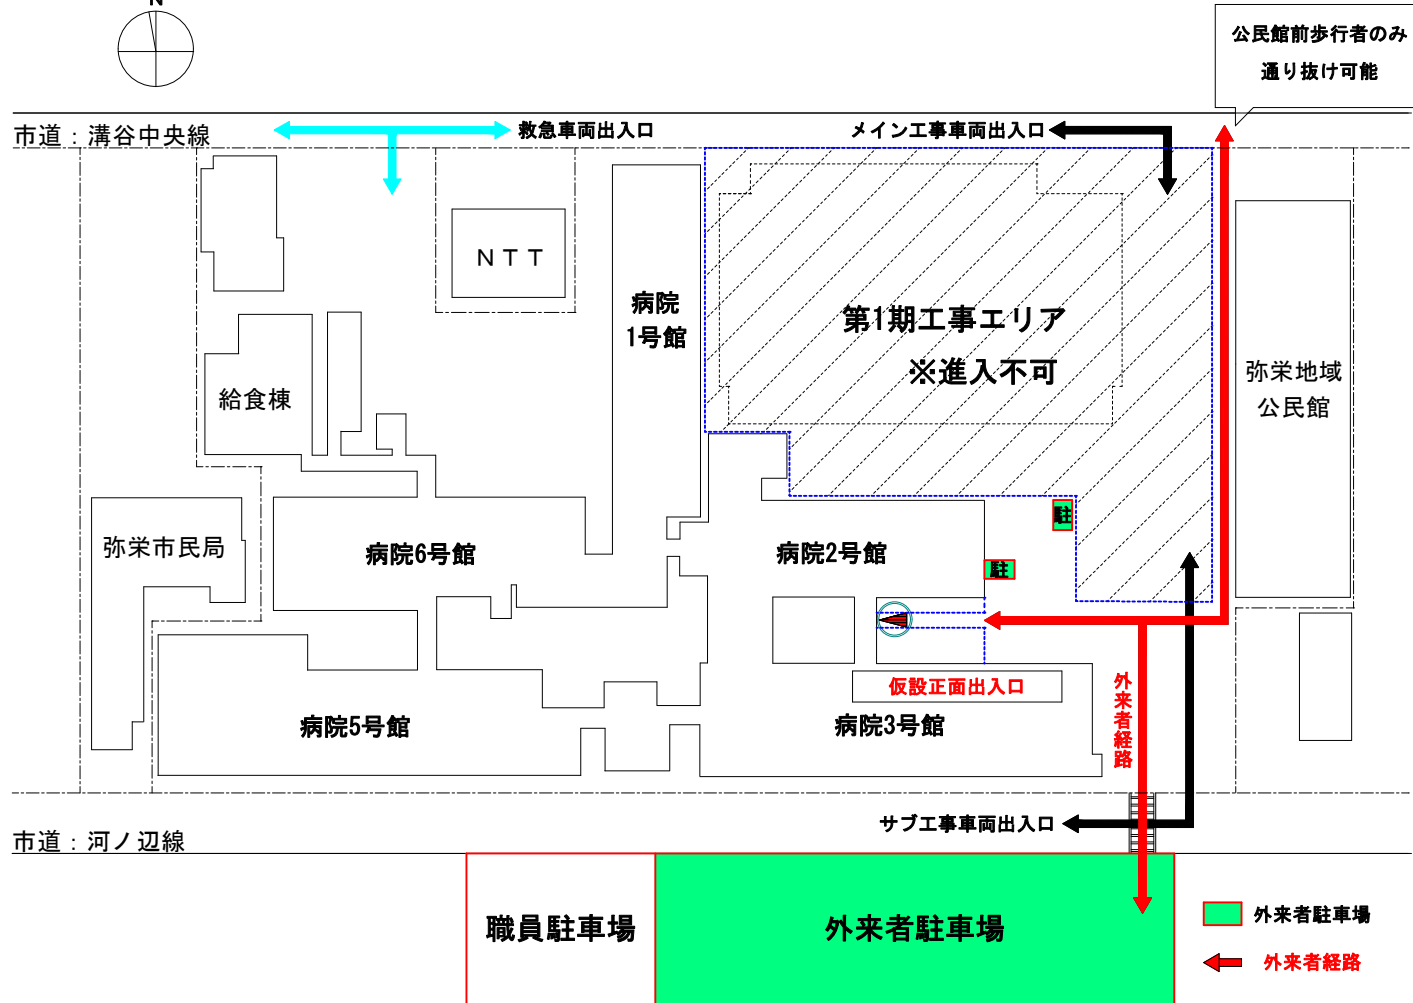 N
公民館前歩行者のみ
通り抜け可能
市道：溝谷中央線
救急車両出入口
メイン工事車両出入口
NTT
病院
1号館
第1期工事エリア
※進入不可
弥栄地域
公民館
給食棟
駐
弥栄市民局
病院6号館
病院2号館
駐
仮設正面出入口
外来者経路
病院5号館
病院3号館
サブ工事車両出入口
市道：河ノ辺線
職員駐車場
外来者駐車場
外来者駐車場
外来者経路